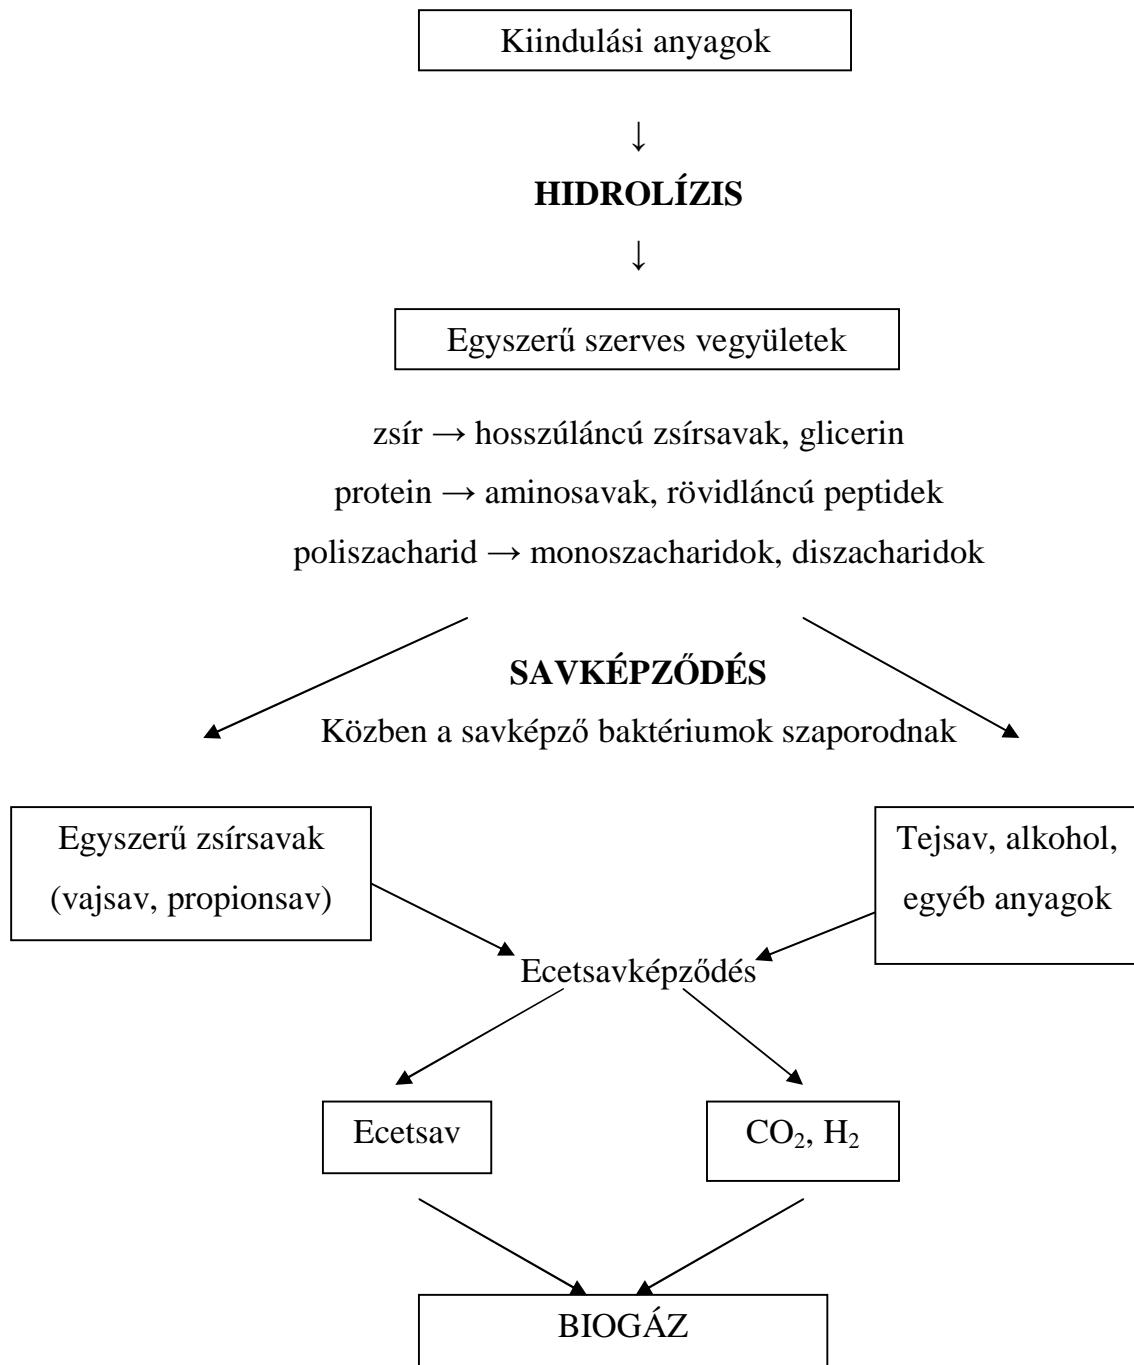 Kiindulási anyagok
↓
HIDROLÍZIS
↓
Egyszerű szerves vegyületek
zsír → hosszúláncú zsírsavak, glicerin
protein → aminosavak, rövidláncú peptidek
poliszacharid → monoszacharidok, diszacharidok
SAVKÉPZŐDÉS
Közben a savképző baktériumok szaporodnak
Egyszerű zsírsavak
(vajsav, propionsav)
Tejsav, alkohol,
egyéb anyagok
Ecetsavképződés
Ecetsav
CO₂, H₂
BIOGÁZ